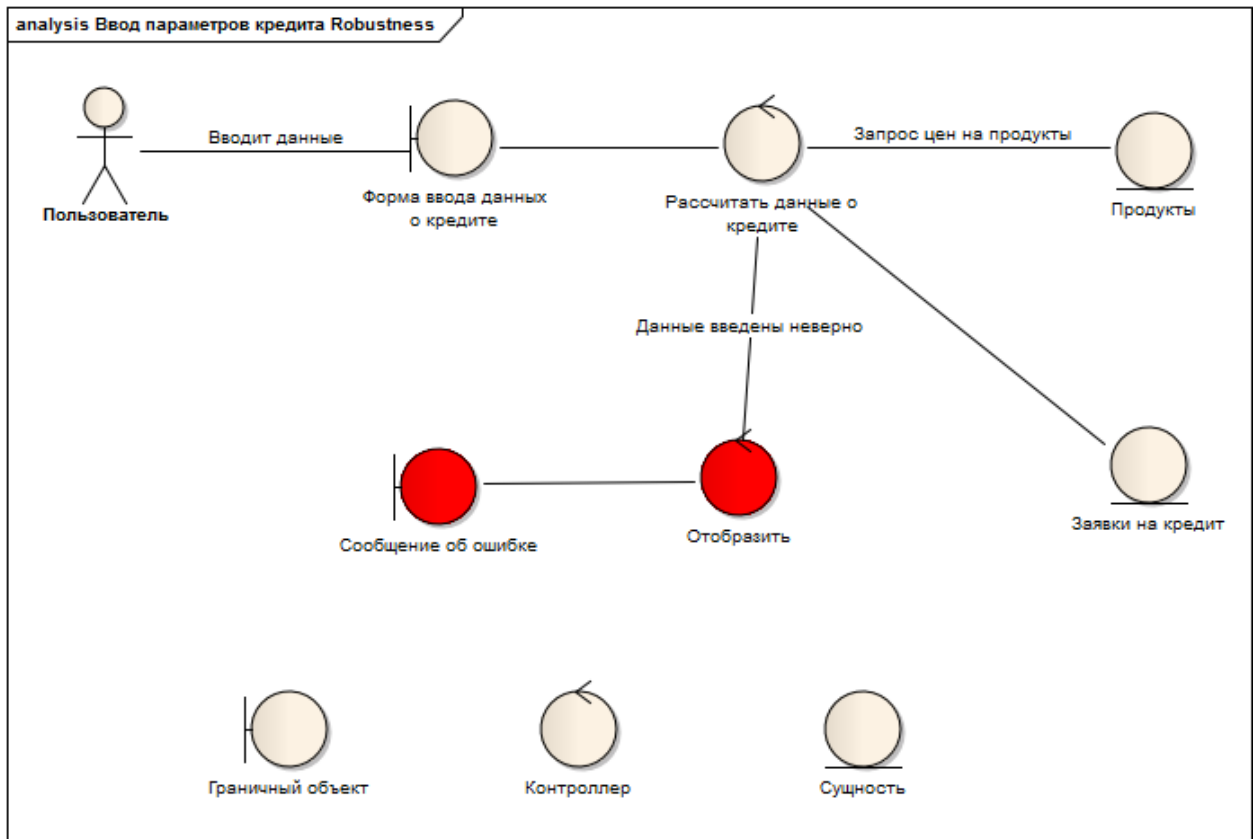 analysis Ввод параметров кредита Robustness
Вводит данные
Запрос цен на продукты
Пользователь
Форма ввода данных
о кредите
Рассчитать данные о
кредите
Продукты
Данные введены неверно
Сообщение об ошибке
Отобразить
Заявки на кредит
Граничный объект
Контроллер
Сущность